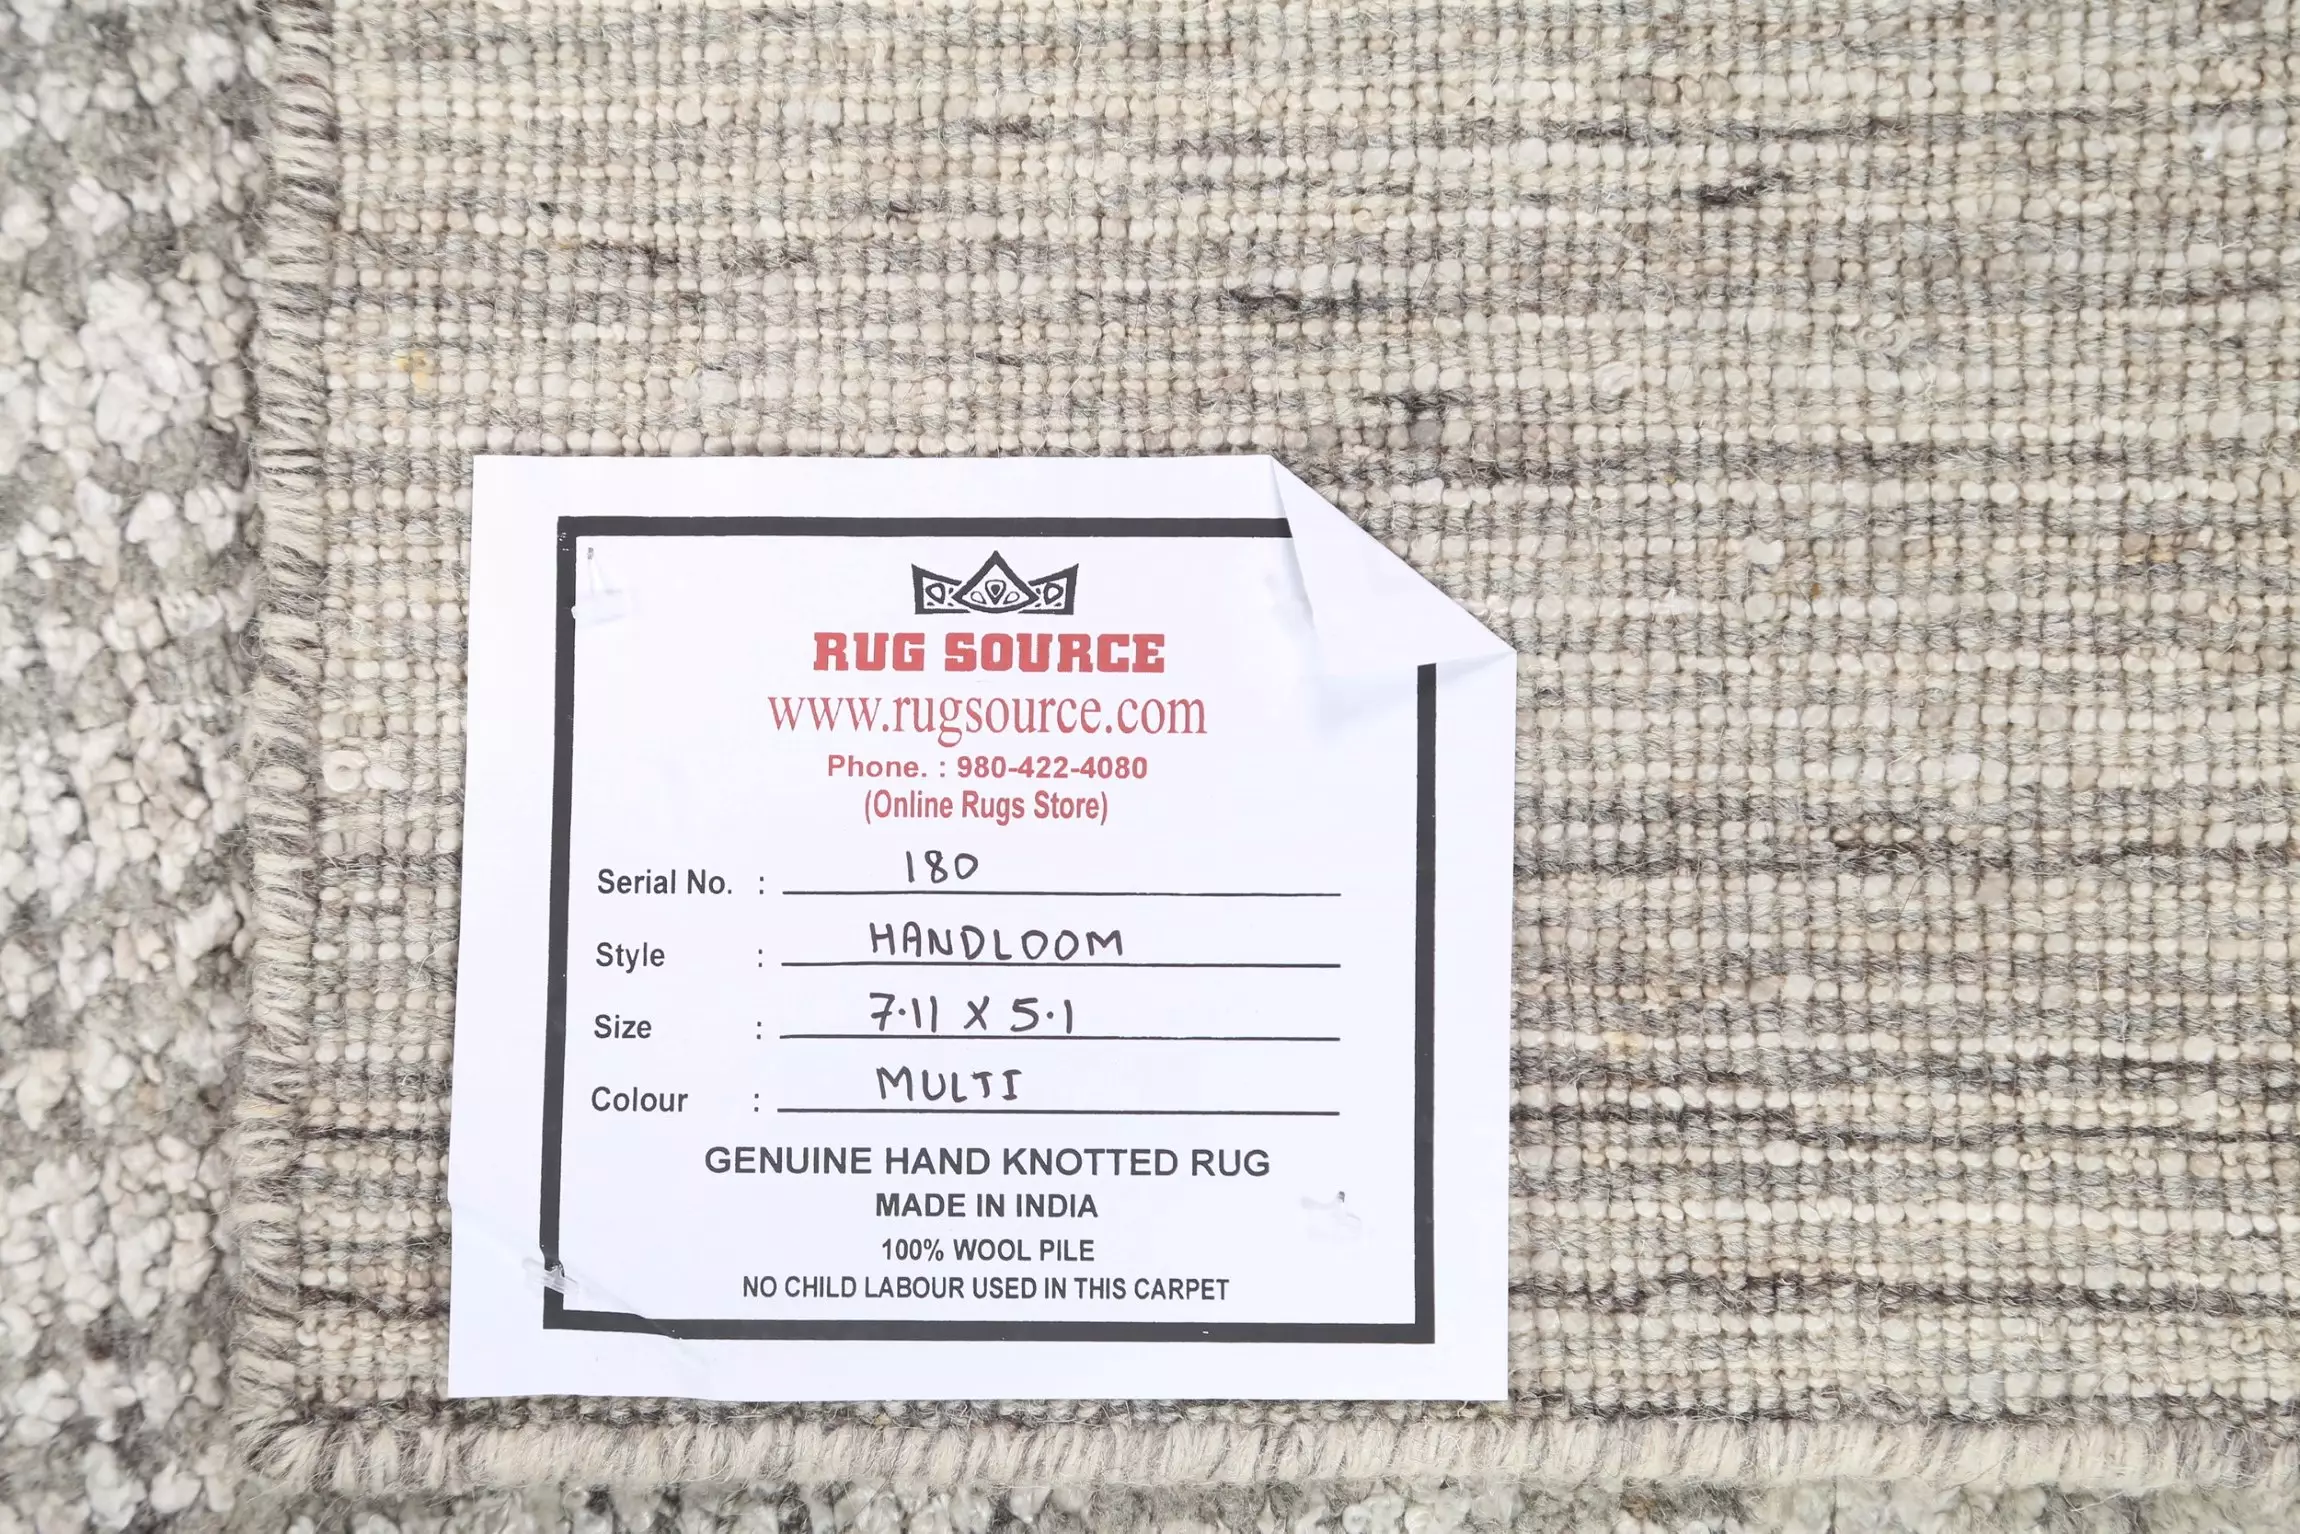 RUG SOURCE
www.rugsource.com
Phone. : 980-422-4080
(Online Rugs Store)
Serial No. : 180
Style : HANDLOOM
Size : 7.11 X 5.1
Colour : MULTI
GENUINE HAND KNOTTED RUG
MADE IN INDIA
100% WOOL PILE
NO CHILD LABOUR USED IN THIS CARPET